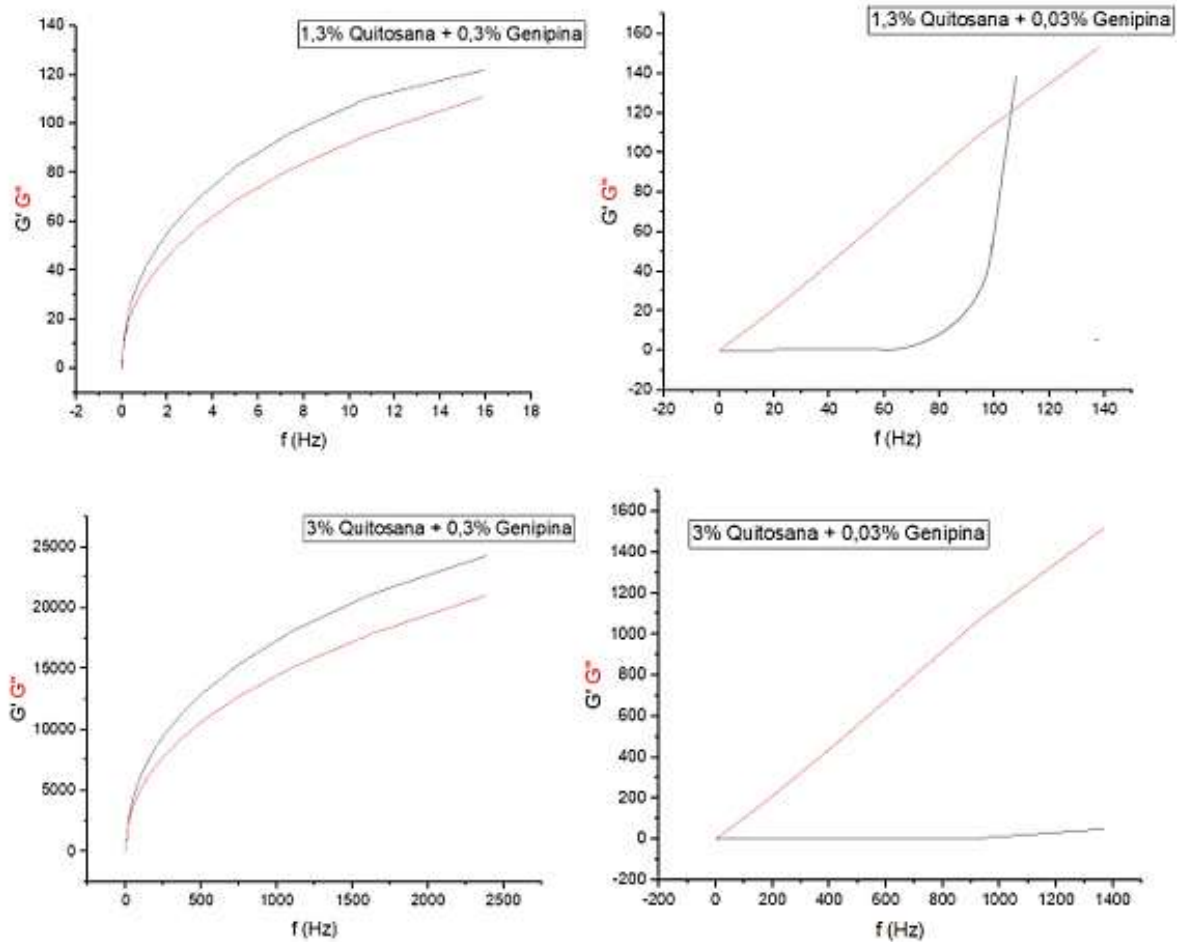 1,3% Quitosana + 0,3% Genipina
140
120
100
80
60
40
20
0
G' G"
-2 0 2 4 6 8 10 12 14 16 18
f (Hz)
1,3% Quitosana + 0,03% Genipina
160
140
120
100
80
60
40
20
0
-20
G' G"
-20 0 20 40 60 80 100 120 140
f (Hz)
3% Quitosana + 0,3% Genipina
25000
20000
15000
10000
5000
0
G' G"
0 500 1000 1500 2000 2500
f (Hz)
3% Quitosana + 0,03% Genipina
1600
1400
1200
1000
800
600
400
200
0
-200
G' G"
-200 0 200 400 600 800 1000 1200 1400
f (Hz)